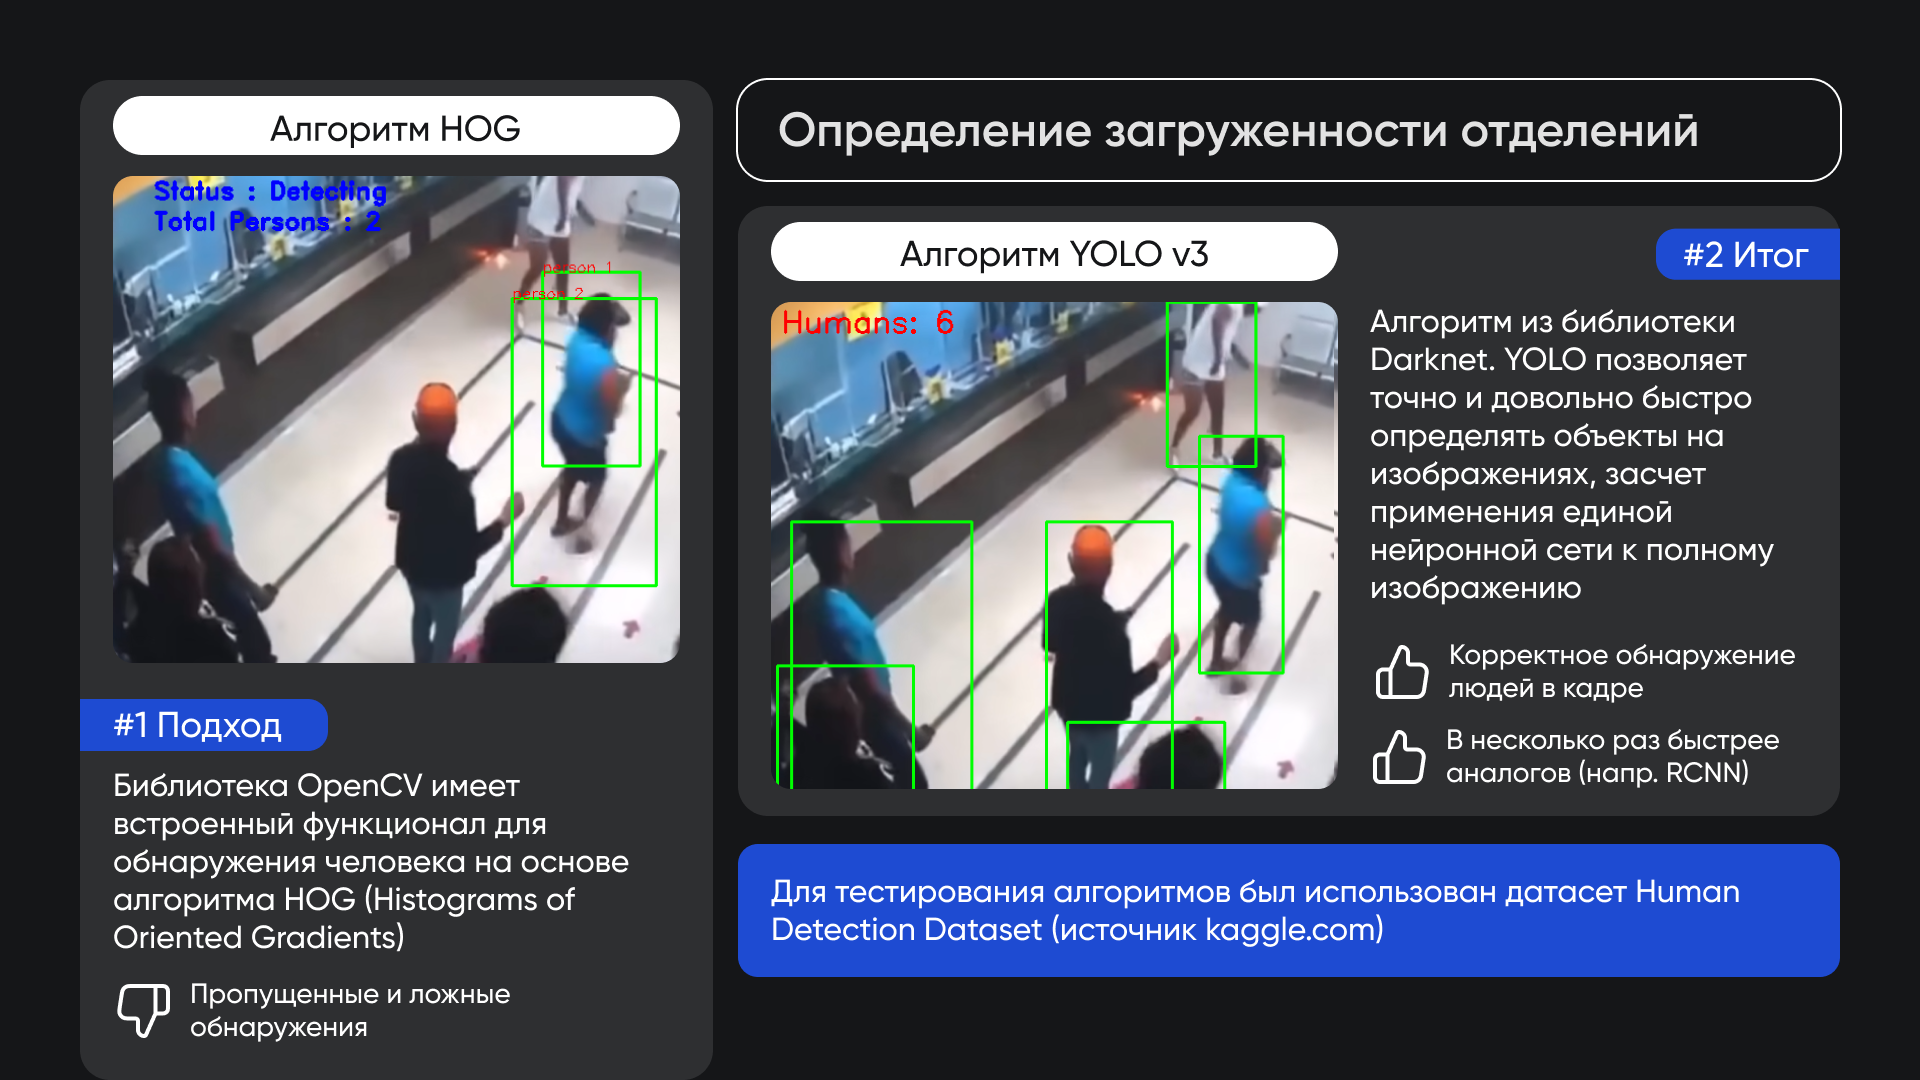 Алгоритм HOG
Status : Detecting
Total Persons : 2
person 1
person 2
#1 Подход
Библиотека OpenCV имеет
встроенный функционал для
обнаружения человека на основе
алгоритма HOG (Histograms of
Oriented Gradients)
Пропущенные и ложные
обнаружения
Определение загруженности отделений
Алгоритм YOLO v3
Humans: 6
#2 Итог
Алгоритм из библиотеки
Darknet. YOLO позволяет
точно и довольно быстро
определять объекты на
изображениях, засчет
применения единой
нейронной сети к полному
изображению
Корректное обнаружение
людей в кадре
В несколько раз быстрее
аналогов (напр. RCNN)
Для тестирования алгоритмов был использован датасет Human
Detection Dataset (источник kaggle.com)